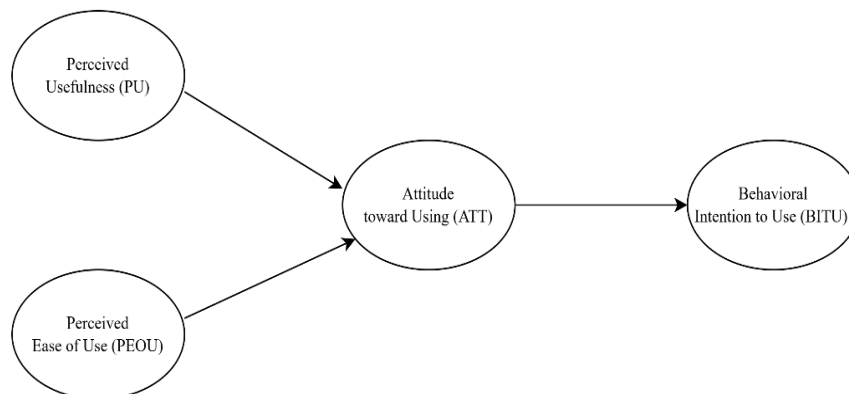 Perceived
Usefulness (PU)
Attitude
toward Using (ATT)
Behavioral
Intention to Use (BITU)
Perceived
Ease of Use (PEOU)